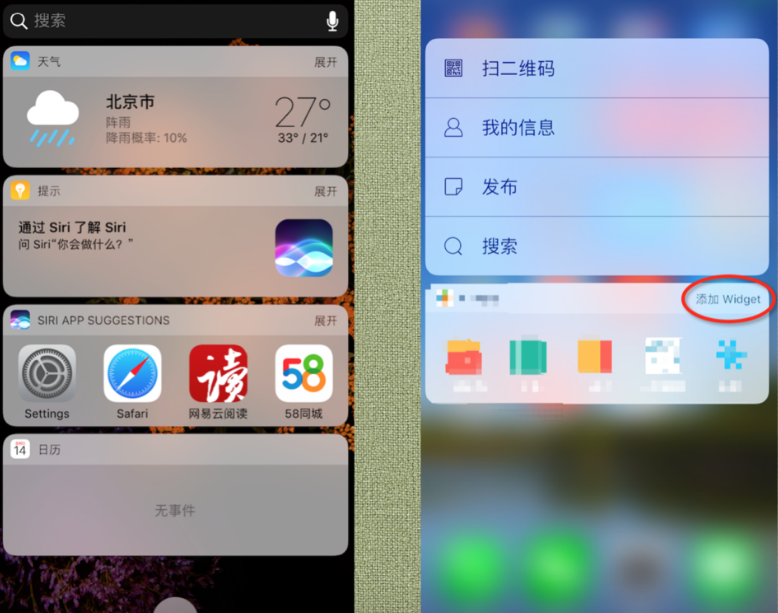 搜索
天气
展开
北京市
阵雨
降雨概率: 10%
27°
33° / 21°
提示
展开
通过 Siri 了解 Siri
问 Siri“你会做什么？”
SIRI APP SUGGESTIONS
展开
Settings
Safari
网易云阅读
58同城
读
58
14
日历
无事件
扫二维码
我的信息
发布
搜索
添加 Widget